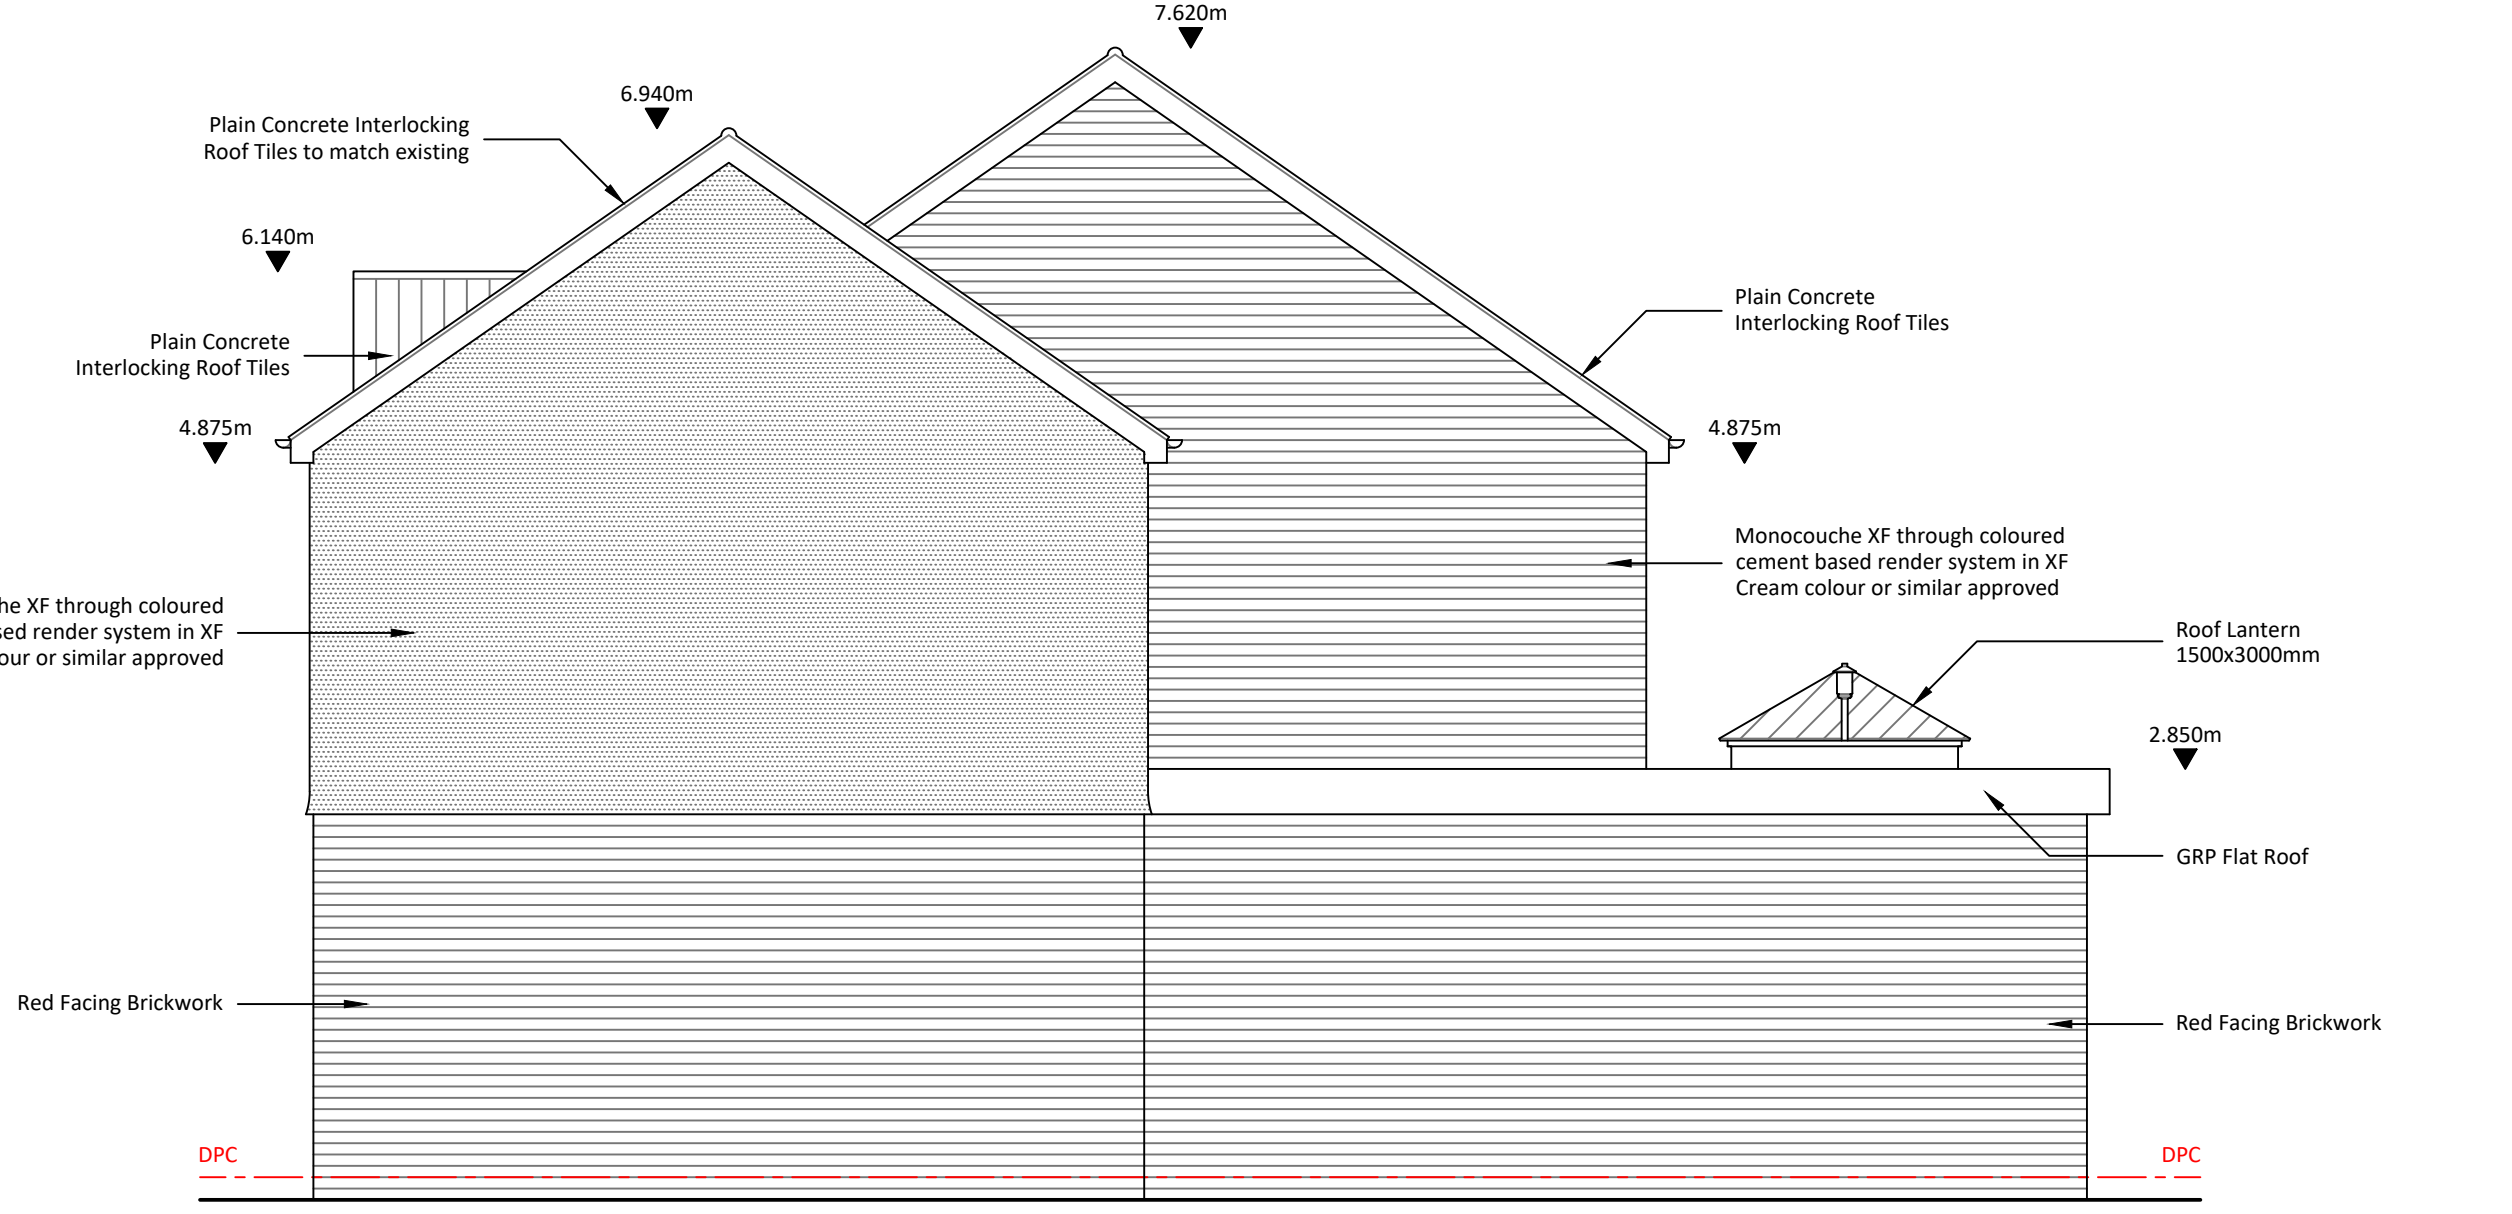 7.620m
6.940m
Plain Concrete Interlocking
Roof Tiles to match existing
6.140m
Plain Concrete
Interlocking Roof Tiles
Plain Concrete
Interlocking Roof Tiles
4.875m
4.875m
Monocouche XF through coloured
cement based render system in XF
Cream colour or similar approved
XF through coloured
render system in XF
or similar approved
Roof Lantern
1500x3000mm
2.850m
GRP Flat Roof
Red Facing Brickwork
Red Facing Brickwork
DPC
DPC